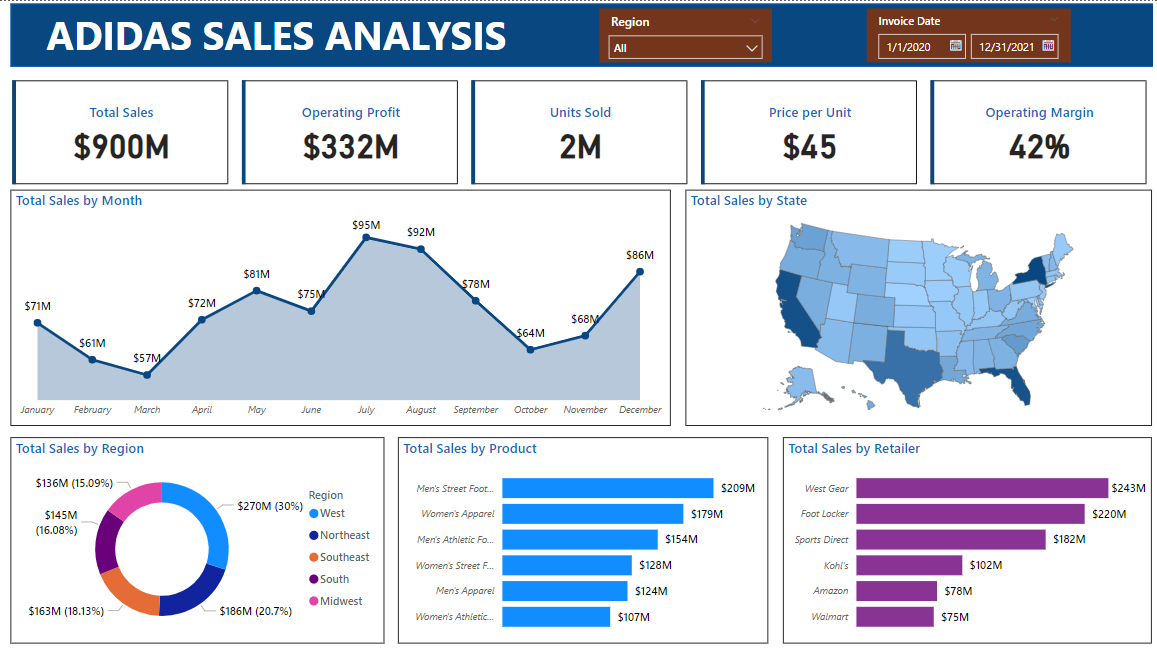 ADIDAS SALES ANALYSIS
Region
All
Invoice Date
1/1/2020
12/31/2021
Total Sales
$900M
Operating Profit
$332M
Units Sold
2M
Price per Unit
$45
Operating Margin
42%
Total Sales by Month
$71M
$61M
$57M
$72M
$81M
$75M
$95M
$92M
$78M
$64M
$68M
$86M
January
February
March
April
May
June
July
August
September
October
November
December
Total Sales by State
Total Sales by Region
$136M (15.09%)
$145M
(16.08%)
$163M (18.13%)
$270M (30%)
$186M (20.7%)
Region
West
Northeast
Southeast
South
Midwest
Total Sales by Product
Men's Street Foot... $209M
Women's Apparel $179M
Men's Athletic Fo... $154M
Women's Street F... $128M
Men's Apparel $124M
Women's Athletic... $107M
Total Sales by Retailer
West Gear $243M
Foot Locker $220M
Sports Direct $182M
Kohl's $102M
Amazon $78M
Walmart $75M